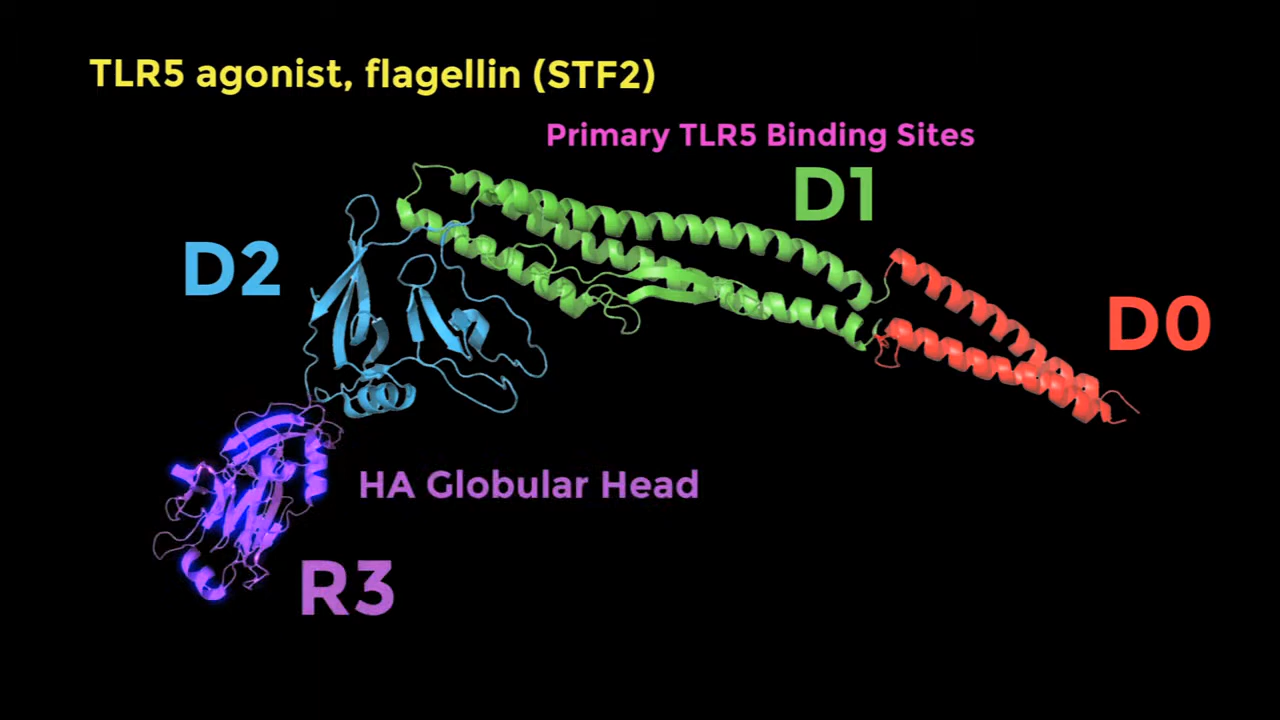 TLR5 agonist, flagellin (STF2)
Primary TLR5 Binding Sites
D1
D2
D0
HA Globular Head
R3